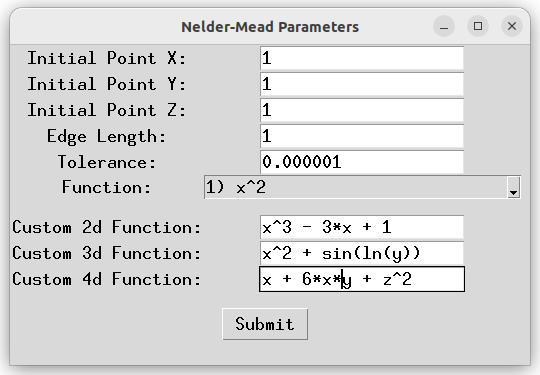 Nelder-Mead Parameters
Initial Point X: 1
Initial Point Y: 1
Initial Point Z: 1
Edge Length: 1
Tolerance: 0.000001
Function: 1) x^2
Custom 2d Function: x^3 - 3*x + 1
Custom 3d Function: x^2 + sin(ln(y))
Custom 4d Function: x + 6*x*y + z^2
Submit